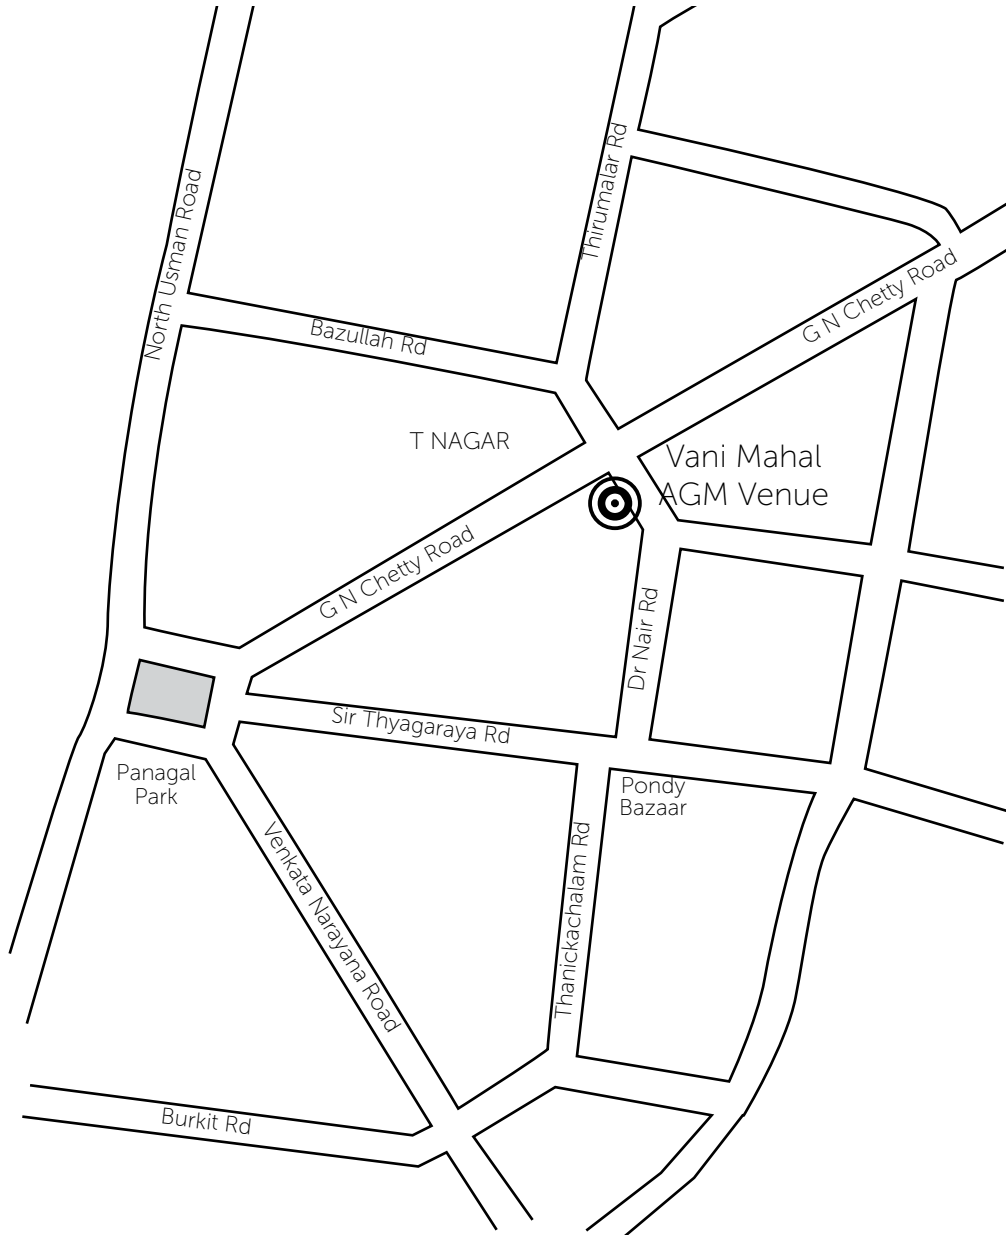 Thirumalar Rd
North Usman Road
G N Chetty Road
Bazullah Rd
T NAGAR
Vani Mahal
AGM Venue
G N Chetty Road
Dr Nair Rd
Sir Thyagaraya Rd
Panagal
Park
Pondy
Bazaar
Venkata Narayana Road
Thanickachalam Rd
Burkit Rd